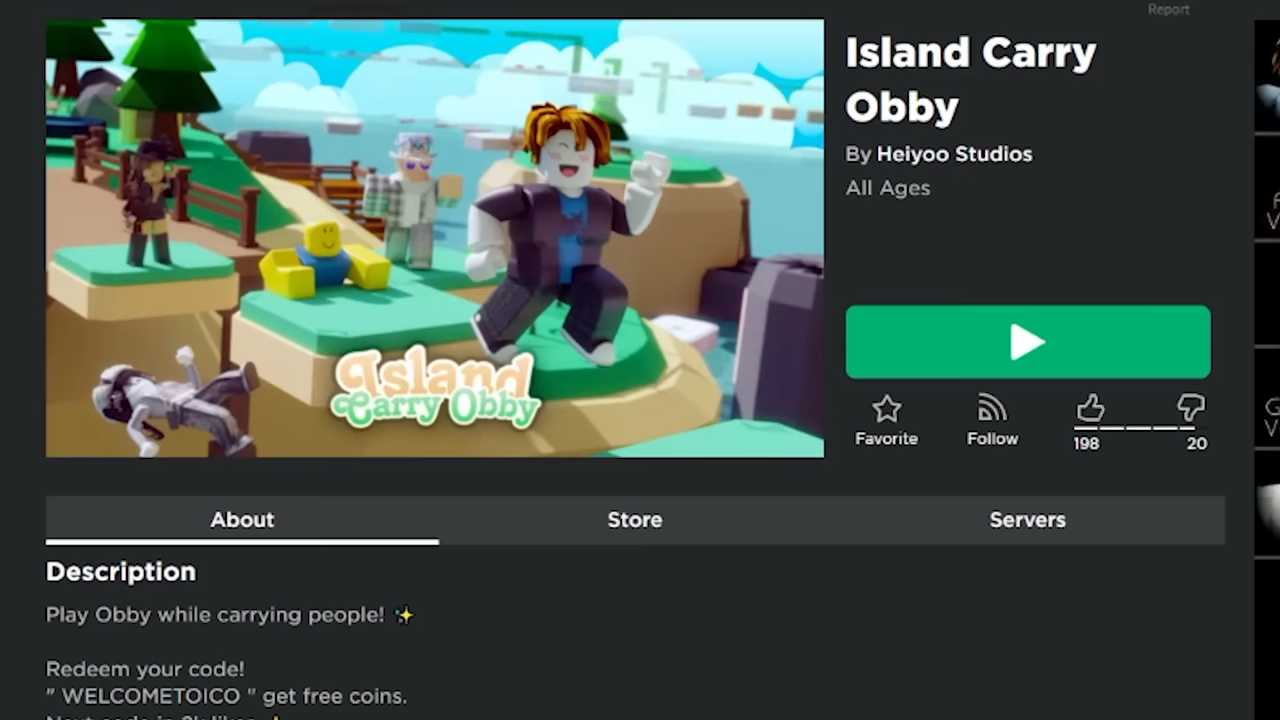 Report
Island Carry
Obby
By Heiyoo Studios
All Ages
Island
Carry Obby
Favorite
Follow
198
20
About
Store
Servers
Description
Play Obby while carrying people! ✨
Redeem your code!
" WELCOMETOICO " get free coins.